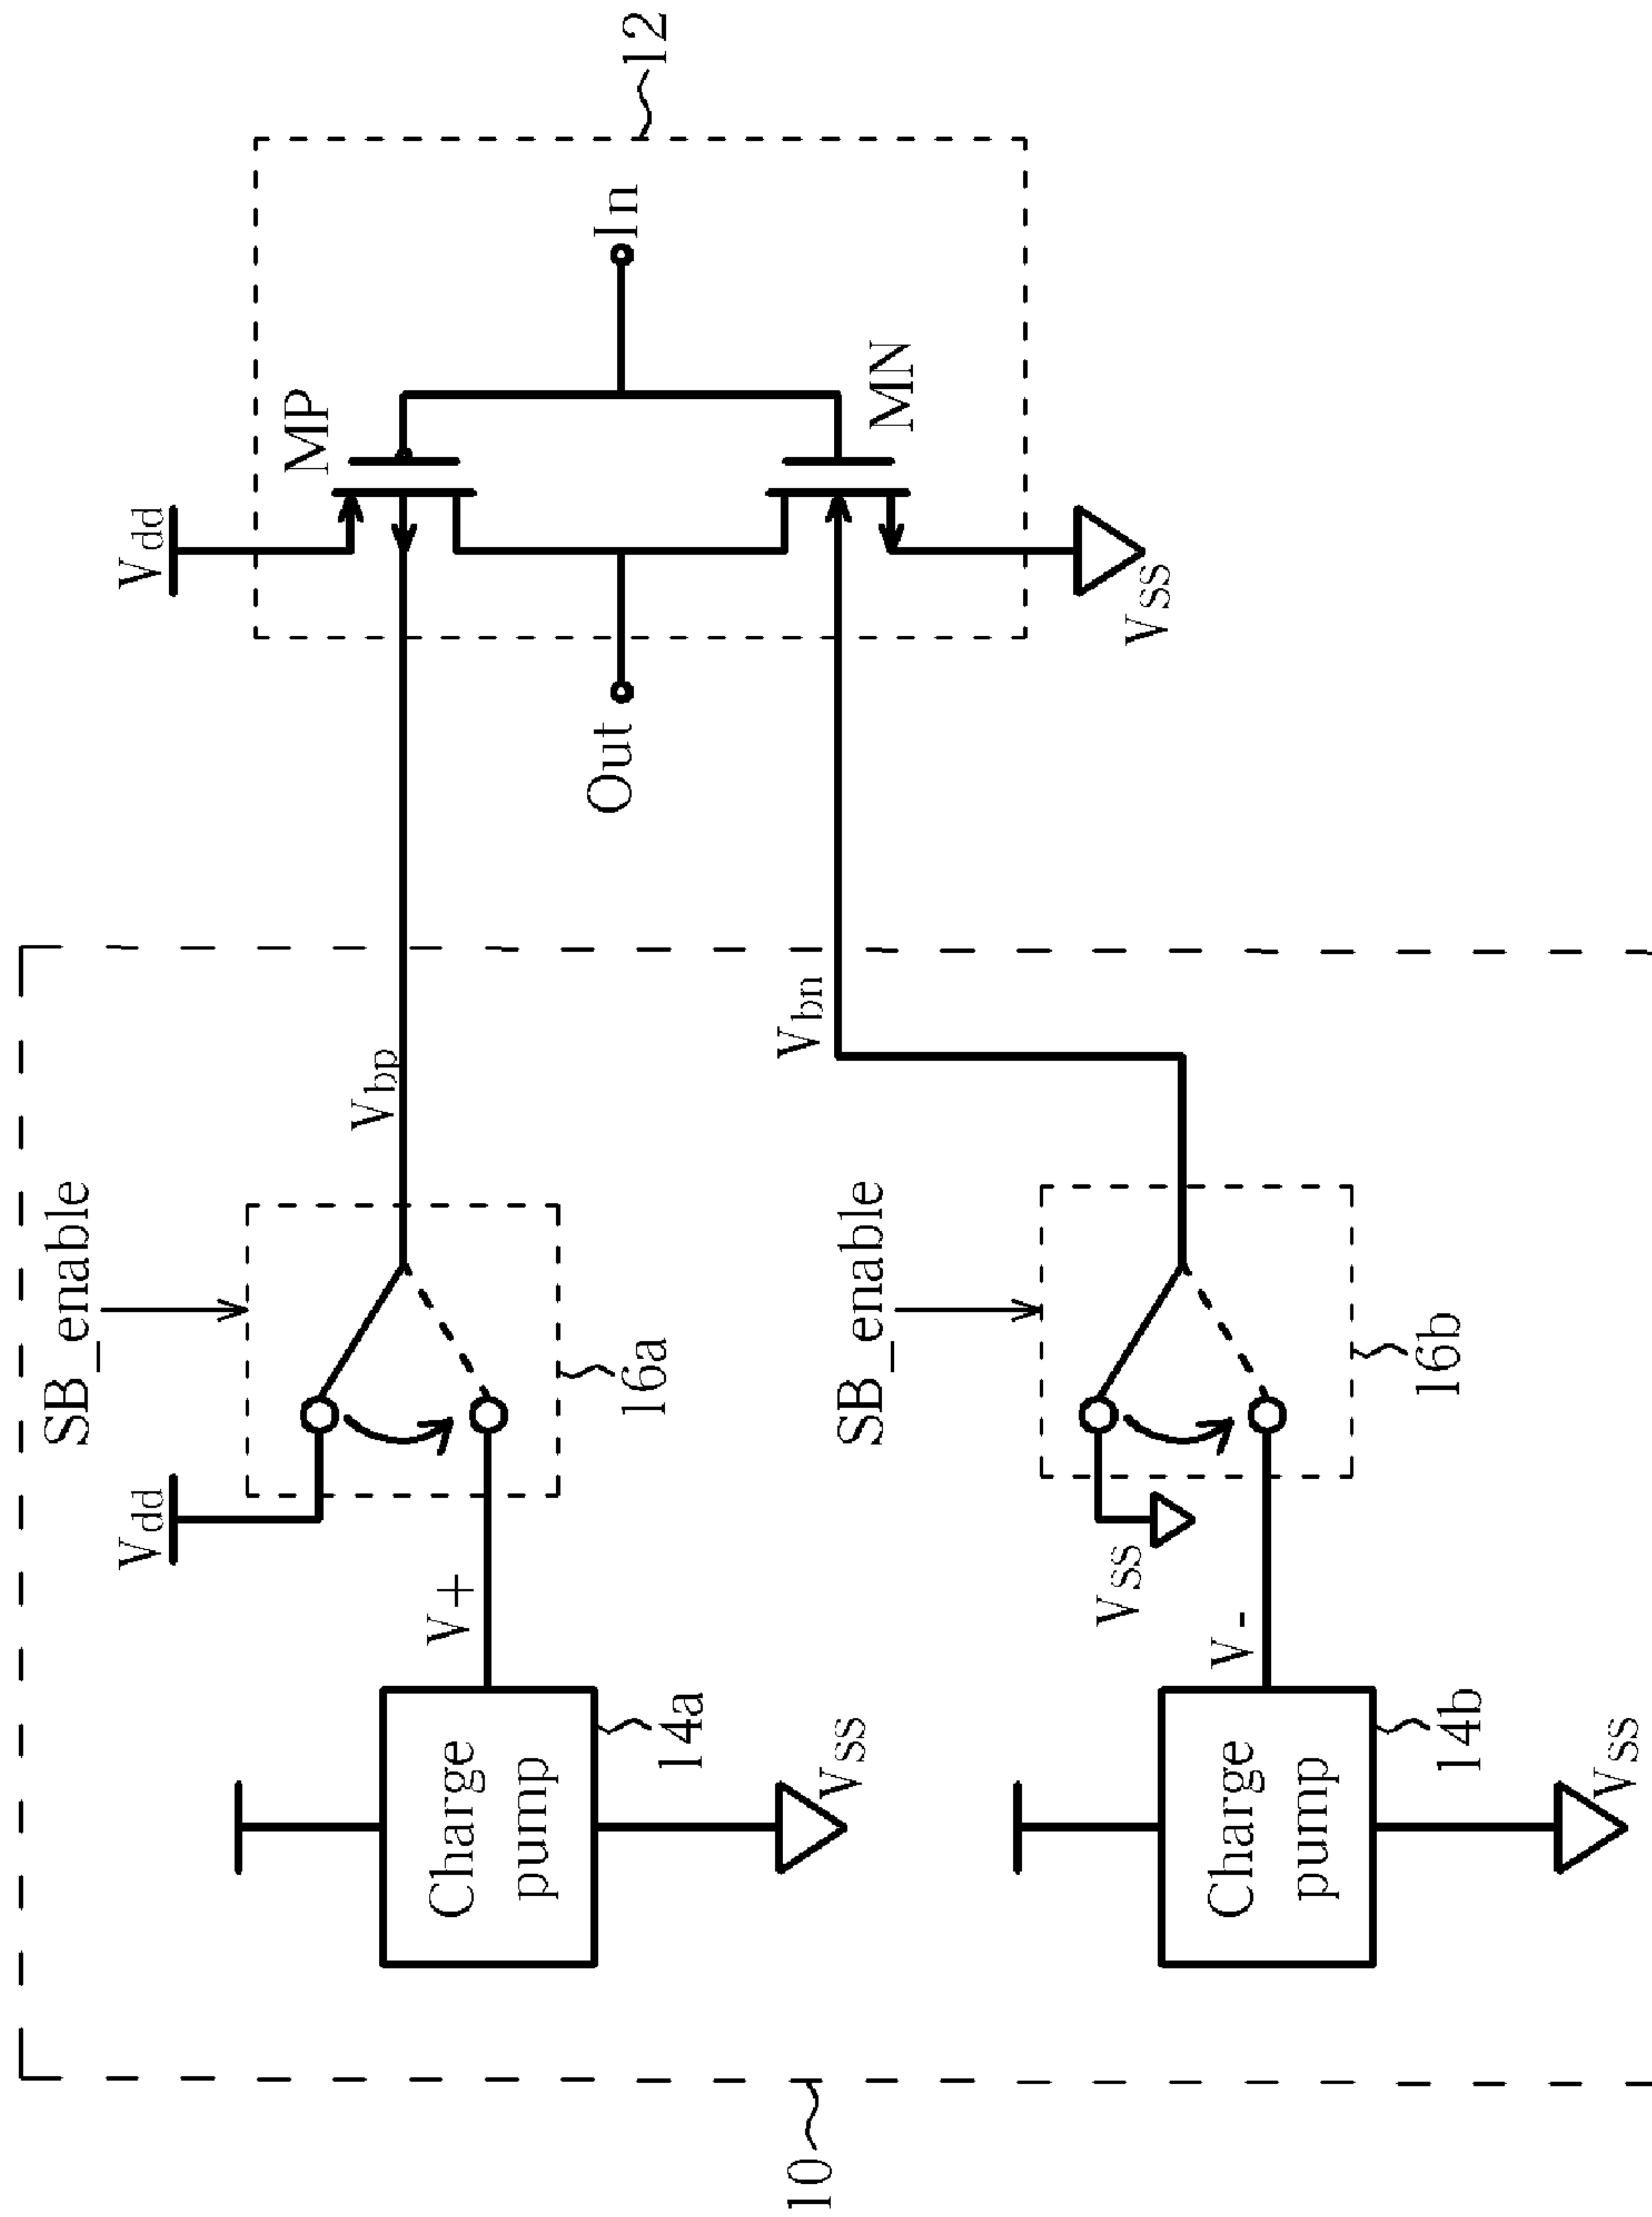 SB_enable
Vdd
Vdd
MP
Vbp
V+
Charge
pump
Out
In
16a
12
14a
Vbn
10
Vss
SB_enable
MN
Vss
Vss
V-
Charge
pump
16b
14b
Vss